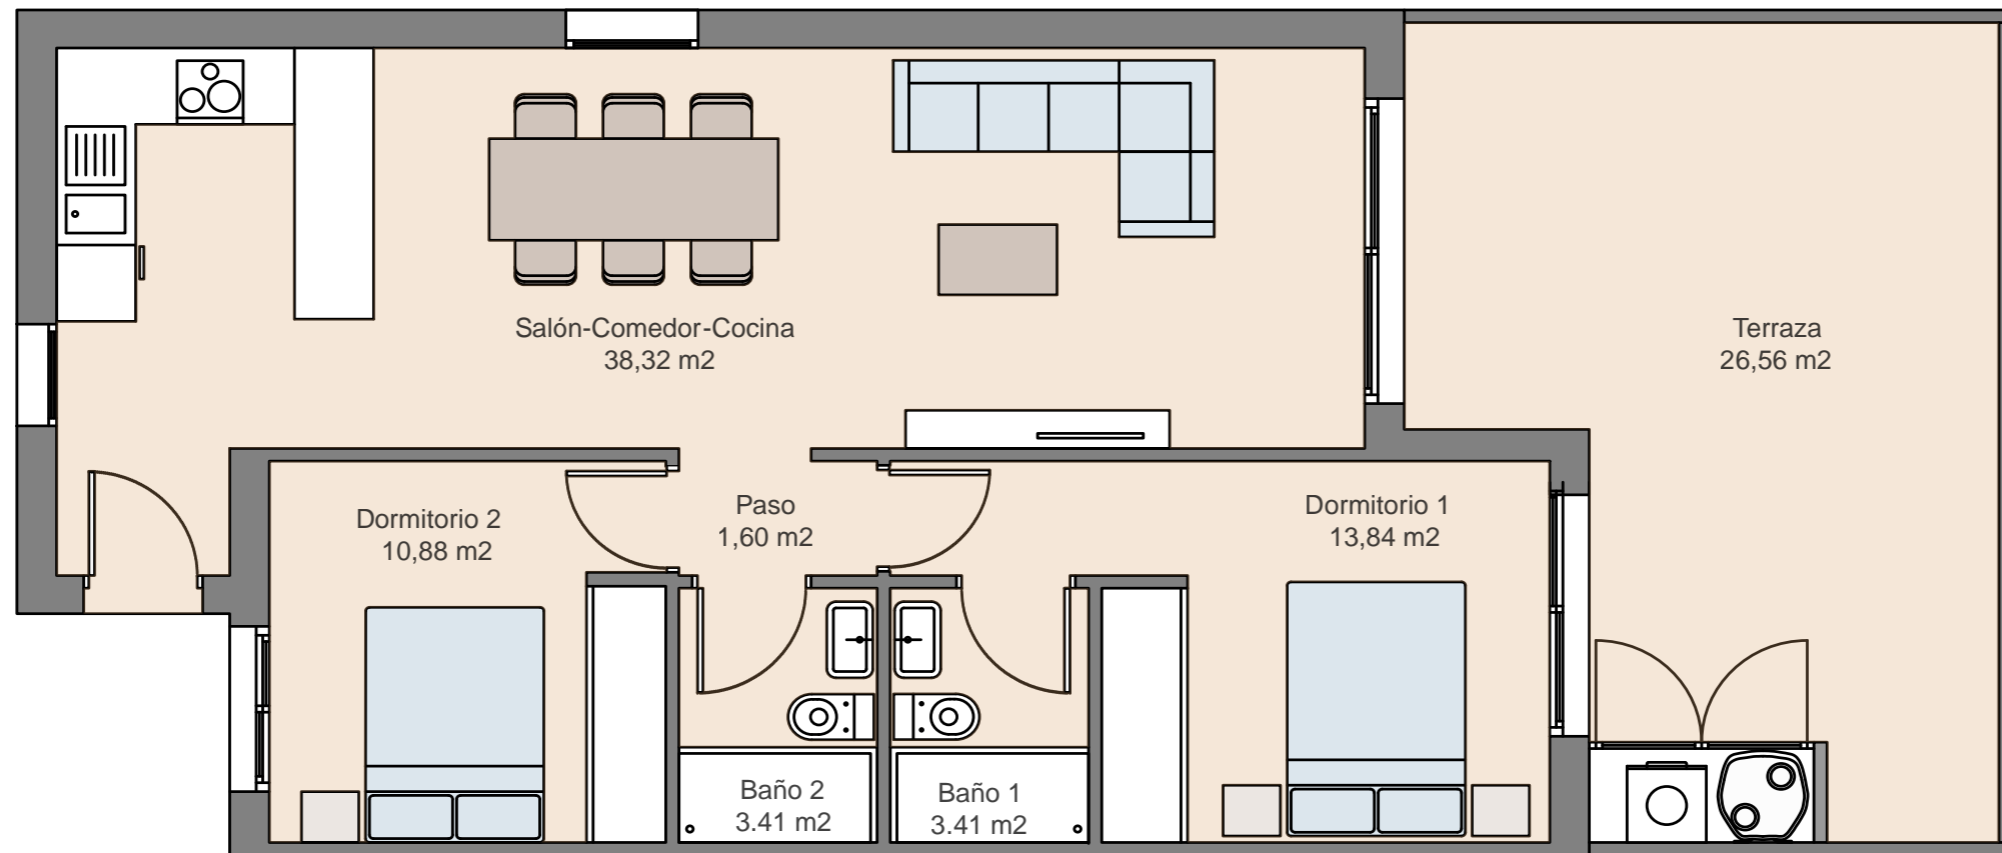 Salón-Comedor-Cocina
38,32 m2
Terraza
26,56 m2
Dormitorio 2
10,88 m2
Paso
1,60 m2
Dormitorio 1
13,84 m2
Baño 2
3.41 m2
Baño 1
3.41 m2